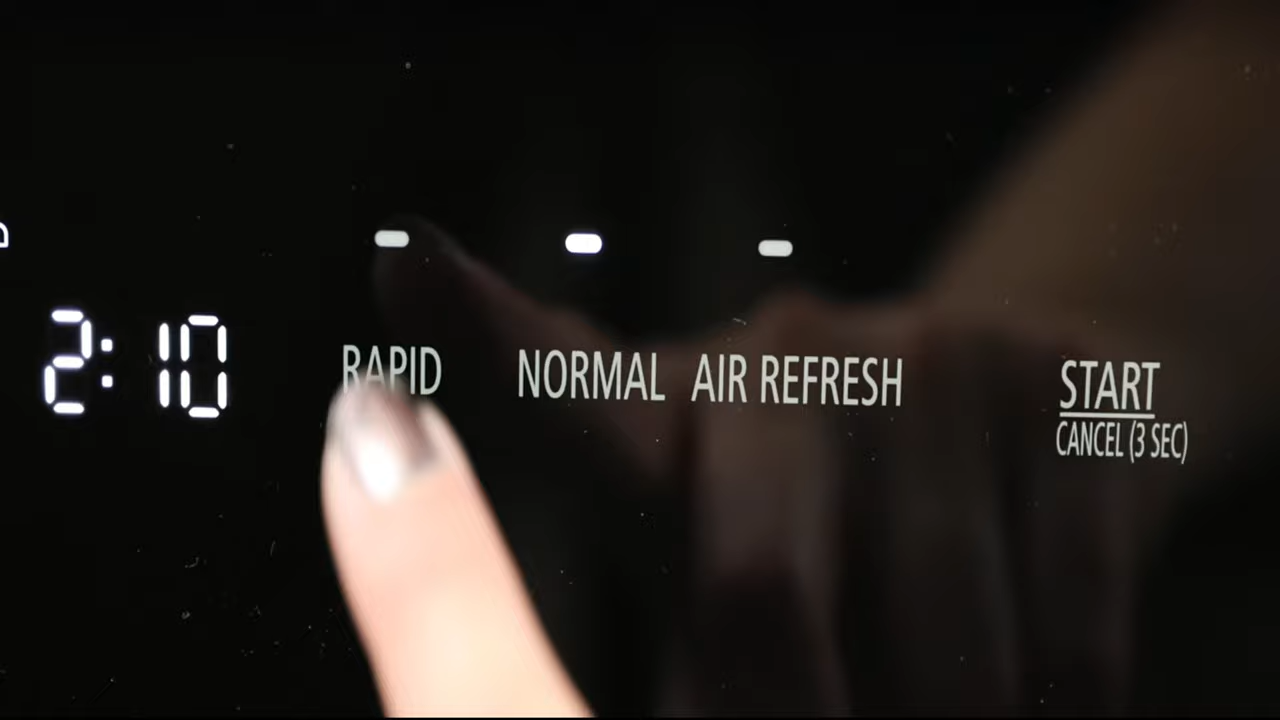 2:10
RAPID
NORMAL
AIR REFRESH
START
CANCEL (3 SEC)